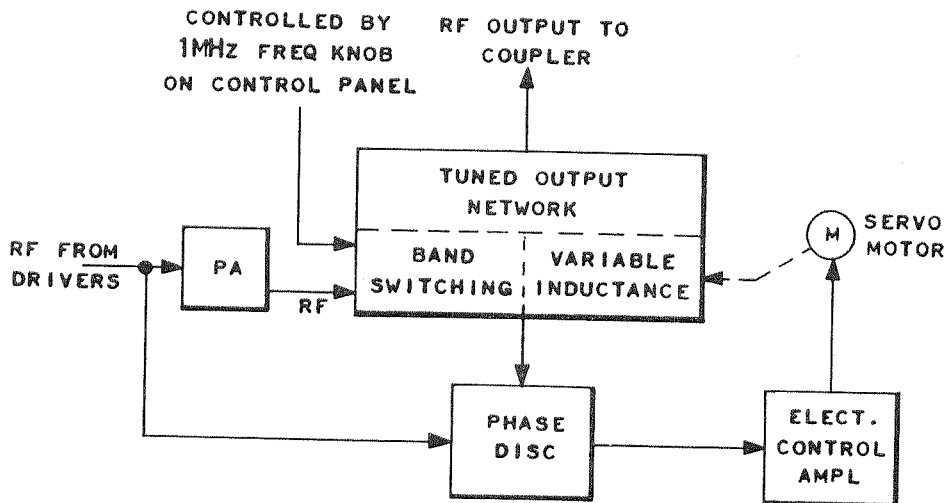 CONTROLLED BY
1MHz FREQ KNOB
ON CONTROL PANEL
RF OUTPUT TO
COUPLER
TUNED OUTPUT
NETWORK
BAND
SWITCHING
VARIABLE
INDUCTANCE
M
SERVO
MOTOR
RF FROM
DRIVERS
PA
RF
PHASE
DISC
ELECT.
CONTROL
AMPL